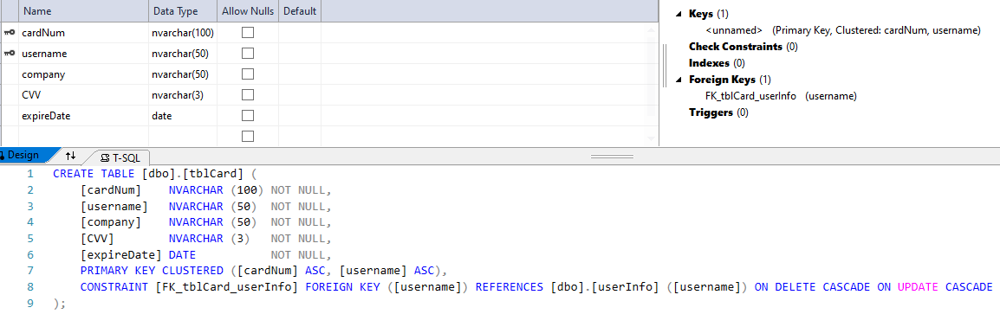 Name Data Type Allow Nulls Default
cardNum nvarchar(100)
username nvarchar(50)
company nvarchar(50)
CVV nvarchar(3)
expireDate date
Keys (1)
<unnamed> (Primary Key, Clustered: cardNum, username)
Check Constraints (0)
Indexes (0)
Foreign Keys (1)
FK_tblCard_userInfo (username)
Triggers (0)
Design T-SQL
1 CREATE TABLE [dbo].[tblCard] (
2 [cardNum] NVARCHAR (100) NOT NULL,
3 [username] NVARCHAR (50) NOT NULL,
4 [company] NVARCHAR (50) NOT NULL,
5 [CVV] NVARCHAR (3) NOT NULL,
6 [expireDate] DATE NOT NULL,
7 PRIMARY KEY CLUSTERED ([cardNum] ASC, [username] ASC),
8 CONSTRAINT [FK_tblCard_userInfo] FOREIGN KEY ([username]) REFERENCES [dbo].[userInfo] ([username]) ON DELETE CASCADE ON UPDATE CASCADE
9 );